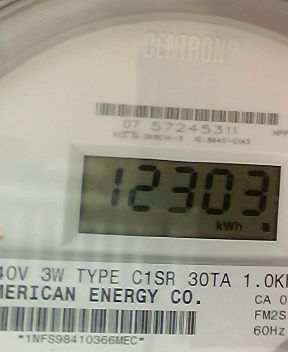 CENTRON®
07 57245311
12303
kWh
40V 3W TYPE C1SR 30TA 1.0K
MERICAN ENERGY CO.
CA 0
FM2S
60Hz
*1NFS98410366MEC*